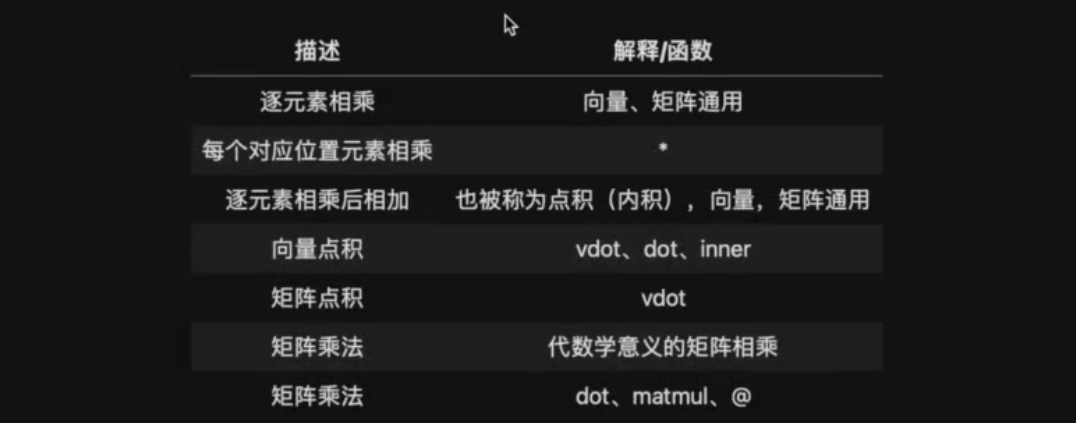 描述 解释/函数
逐元素相乘 向量、矩阵通用
每个对应位置元素相乘 *
逐元素相乘后相加 也被称为点积（内积），向量，矩阵通用
向量点积 vdot、dot、inner
矩阵点积 vdot
矩阵乘法 代数学意义的矩阵相乘
矩阵乘法 dot、matmul、@